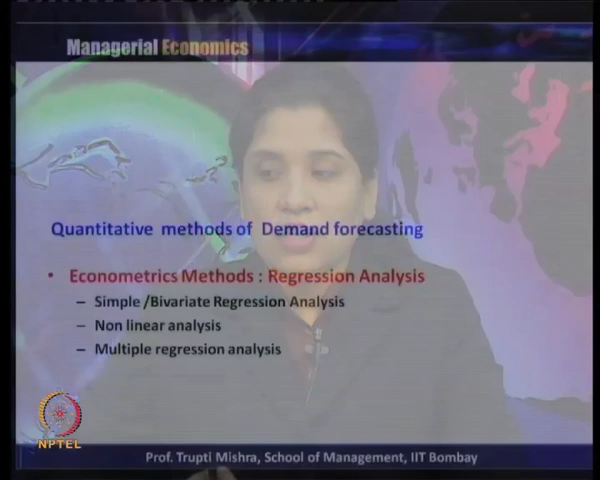 Managerial Economics
Quantitative methods of Demand forecasting
• Econometrics Methods : Regression Analysis
– Simple /Bivariate Regression Analysis
– Non linear analysis
– Multiple regression analysis
NPTEL
Prof. Trupti Mishra, School of Management, IIT Bombay